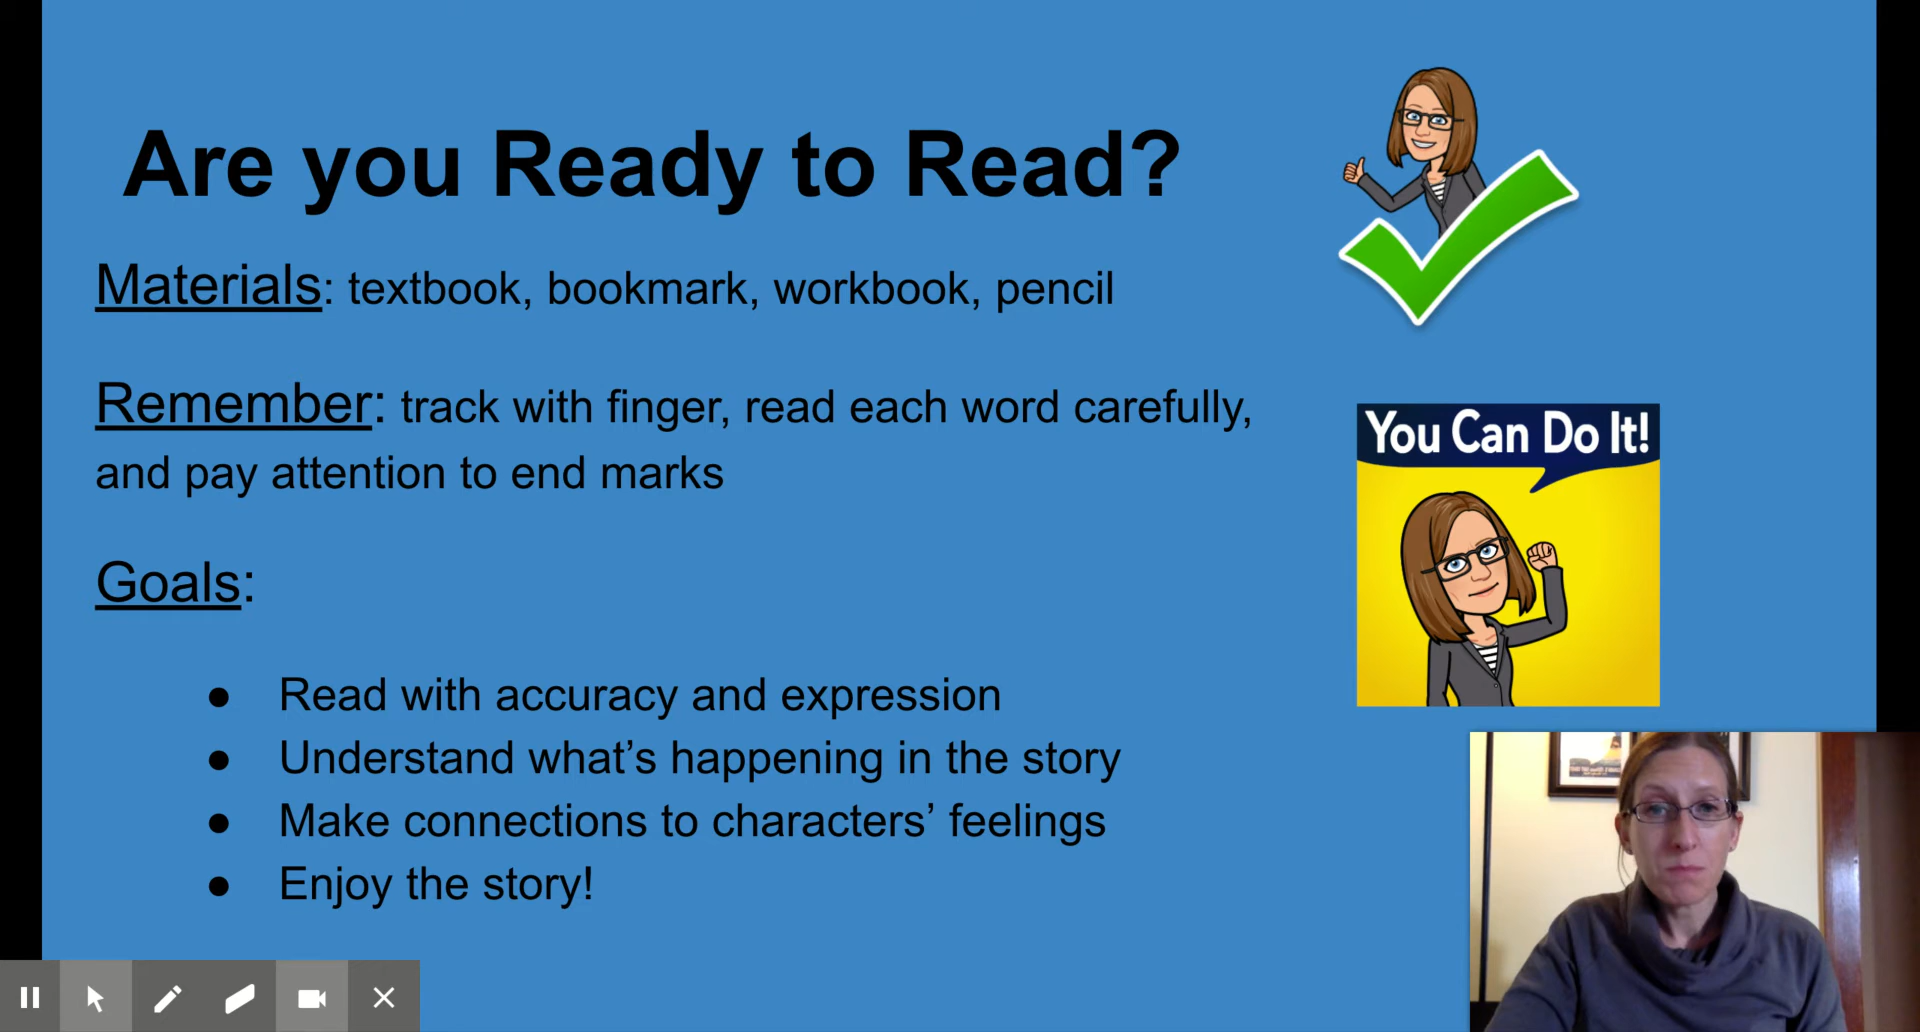 Are you Ready to Read?
Materials: textbook, bookmark, workbook, pencil
Remember: track with finger, read each word carefully,
and pay attention to end marks
Goals:
● Read with accuracy and expression
● Understand what’s happening in the story
● Make connections to characters’ feelings
● Enjoy the story!
You Can Do It!